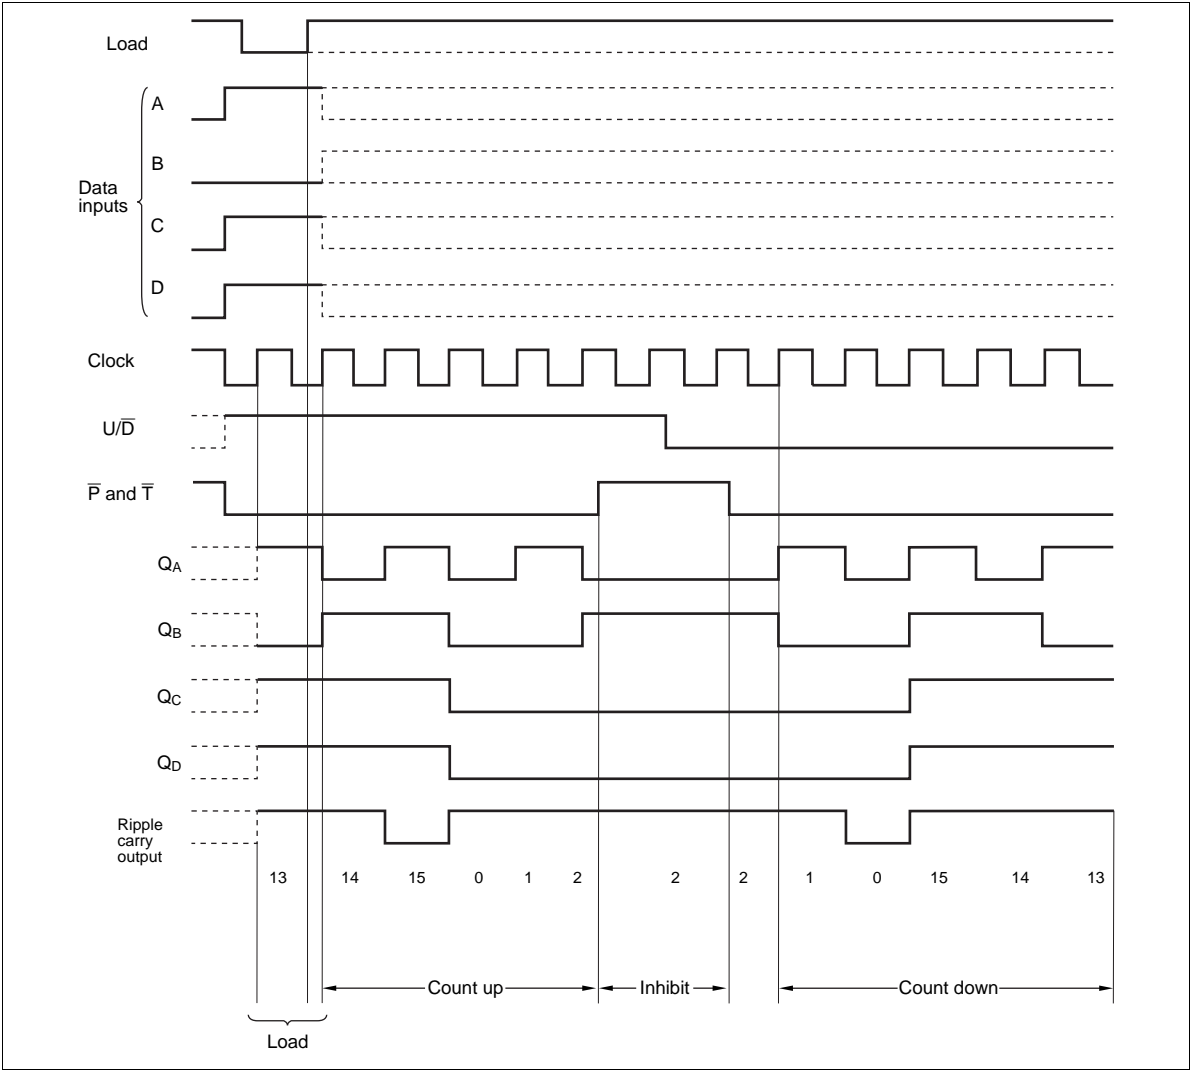 Load
A
B
Data
inputs
C
D
Clock
U/D̅
P̅ and T̅
QA
QB
QC
QD
Ripple
carry
output
13 14 15 0 1 2 2 2 1 0 15 14 13
Count up Inhibit Count down
Load